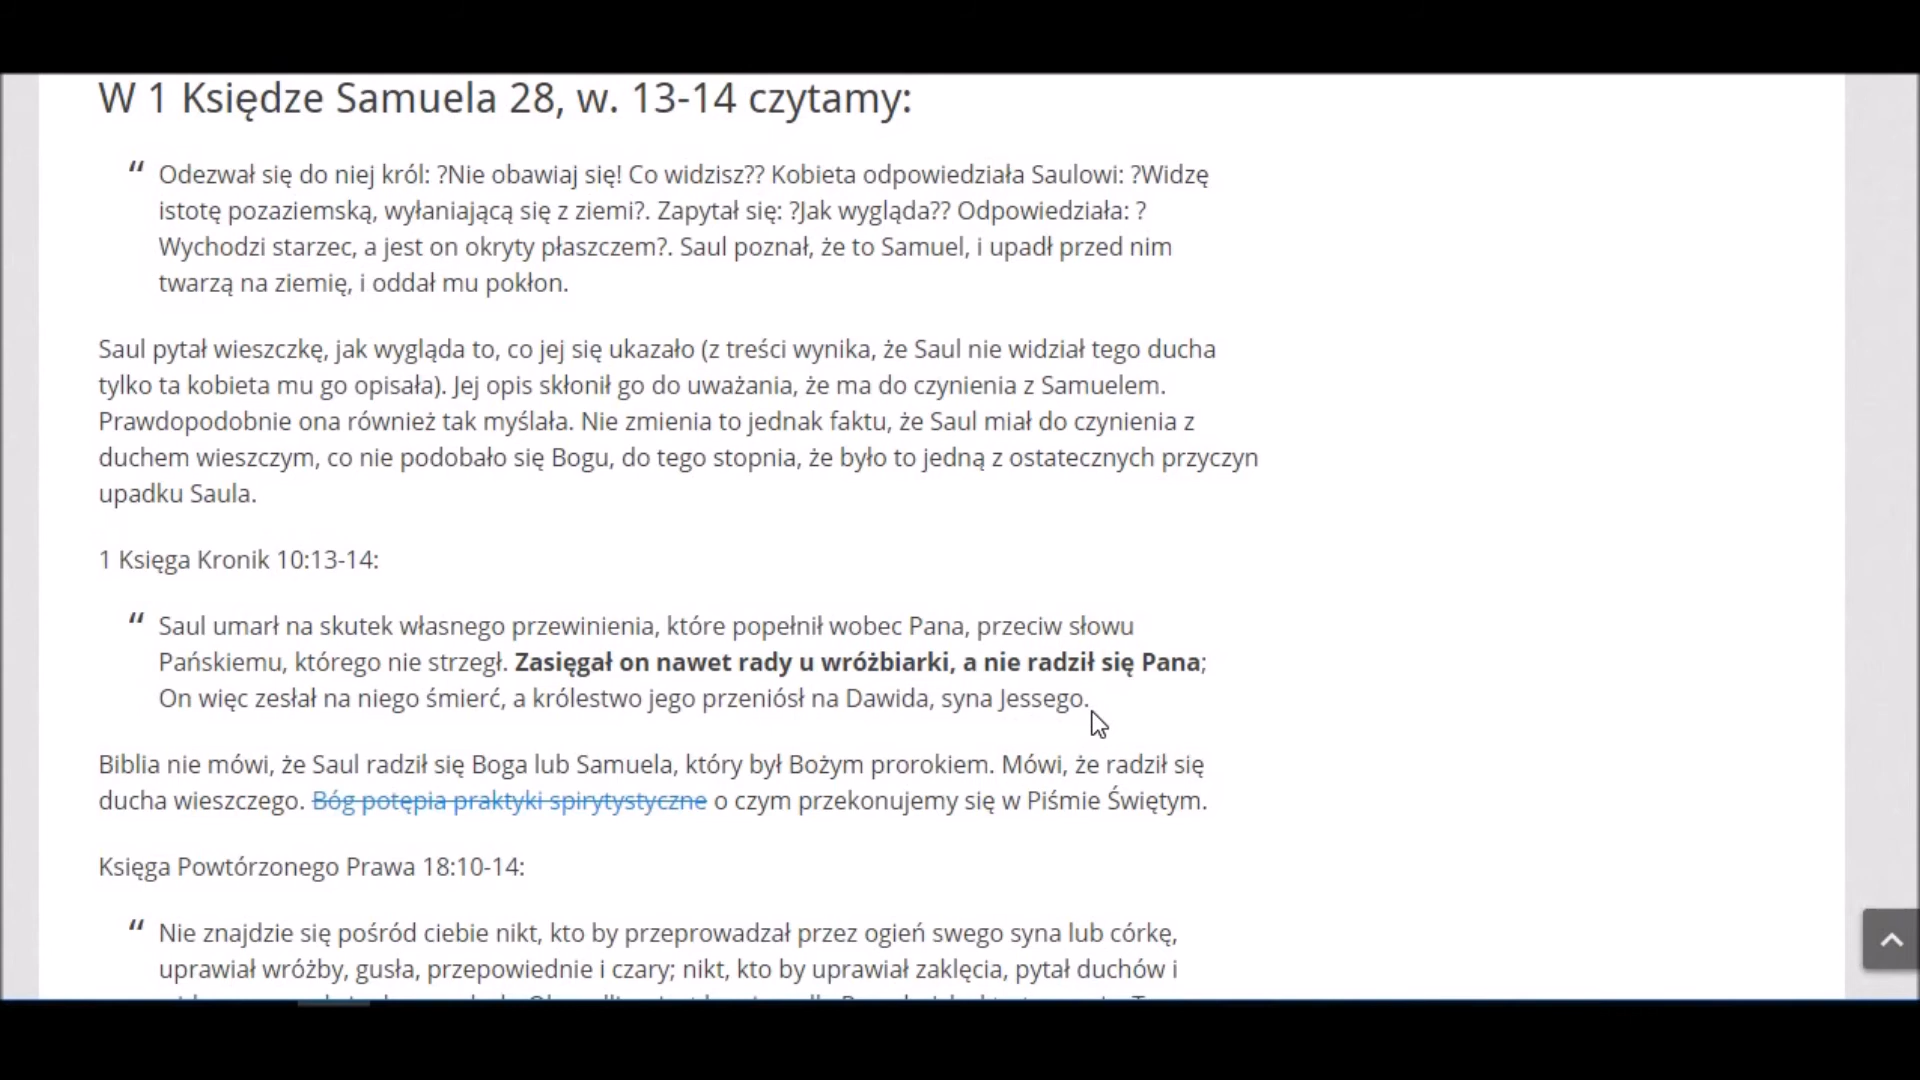 W 1 Księdze Samuela 28, w. 13-14 czytamy:
“ Odezwał się do niej król: ?Nie obawiaj się! Co widzisz?? Kobieta odpowiedziała Saulowi: ?Widzę
istotę pozaziemską, wyłaniającą się z ziemi?. Zapytał się: ?Jak wygląda?? Odpowiedziała: ?
Wychodzi starzec, a jest on okryty płaszczem?. Saul poznał, że to Samuel, i upadł przed nim
twarzą na ziemię, i oddał mu pokłon.
Saul pytał wieszczkę, jak wygląda to, co jej się ukazało (z treści wynika, że Saul nie widział tego ducha
tylko ta kobieta mu go opisała). Jej opis skłonił go do uważania, że ma do czynienia z Samuelem.
Prawdopodobnie ona również tak myślała. Nie zmienia to jednak faktu, że Saul miał do czynienia z
duchem wieszczym, co nie podobało się Bogu, do tego stopnia, że było to jedną z ostatecznych przyczyn
upadku Saula.
1 Księga Kronik 10:13-14:
“ Saul umarł na skutek własnego przewinienia, które popełnił wobec Pana, przeciw słowu
Pańskiemu, którego nie strzegł. Zasięgał on nawet rady u wróżbiarki, a nie radził się Pana;
On więc zesłał na niego śmierć, a królestwo jego przeniósł na Dawida, syna Jessego.
Biblia nie mówi, że Saul radził się Boga lub Samuela, który był Bożym prorokiem. Mówi, że radził się
ducha wieszczego. Bóg potępia praktyki spirytystyczne o czym przekonujemy się w Piśmie Świętym.
Księga Powtórzonego Prawa 18:10-14:
“ Nie znajdzie się pośród ciebie nikt, kto by przeprowadzał przez ogień swego syna lub córkę,
uprawiał wróżby, gusła, przepowiednie i czary; nikt, kto by uprawiał zaklęcia, pytał duchów i